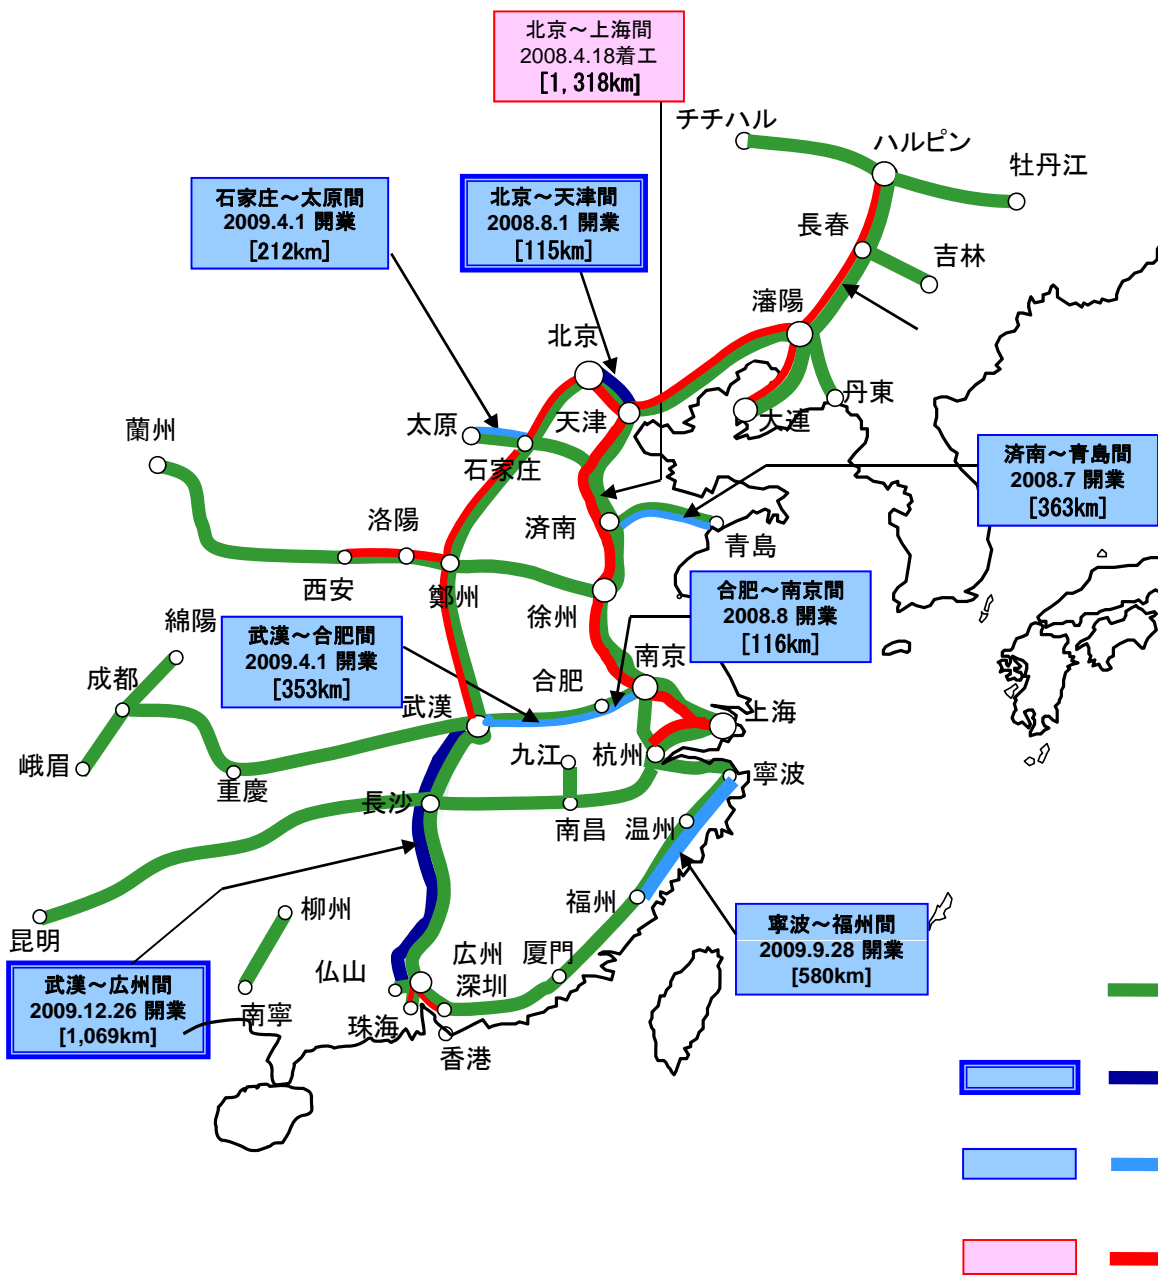 北京～上海間
2008.4.18着工
[1,318km]
チチハル
ハルピン
牡丹江
石家庄～太原間
2009.4.1 開業
[212km]
北京～天津間
2008.8.1 開業
[115km]
長春
吉林
瀋陽
北京
丹東
大連
天津
太原
石家庄
蘭州
済南～青島間
2008.7 開業
[363km]
済南
青島
洛陽
西安
鄭州
徐州
合肥～南京間
2008.8 開業
[116km]
綿陽
武漢～合肥間
2009.4.1 開業
[353km]
成都
南京
合肥
武漢
上海
九江
杭州
峨眉
重慶
寧波
長沙
南昌
温州
福州
柳州
昆明
寧波～福州間
2009.9.28 開業
[580km]
広州
深圳
厦門
仏山
武漢～広州間
2009.12.26 開業
[1,069km]
南寧
珠海
香港